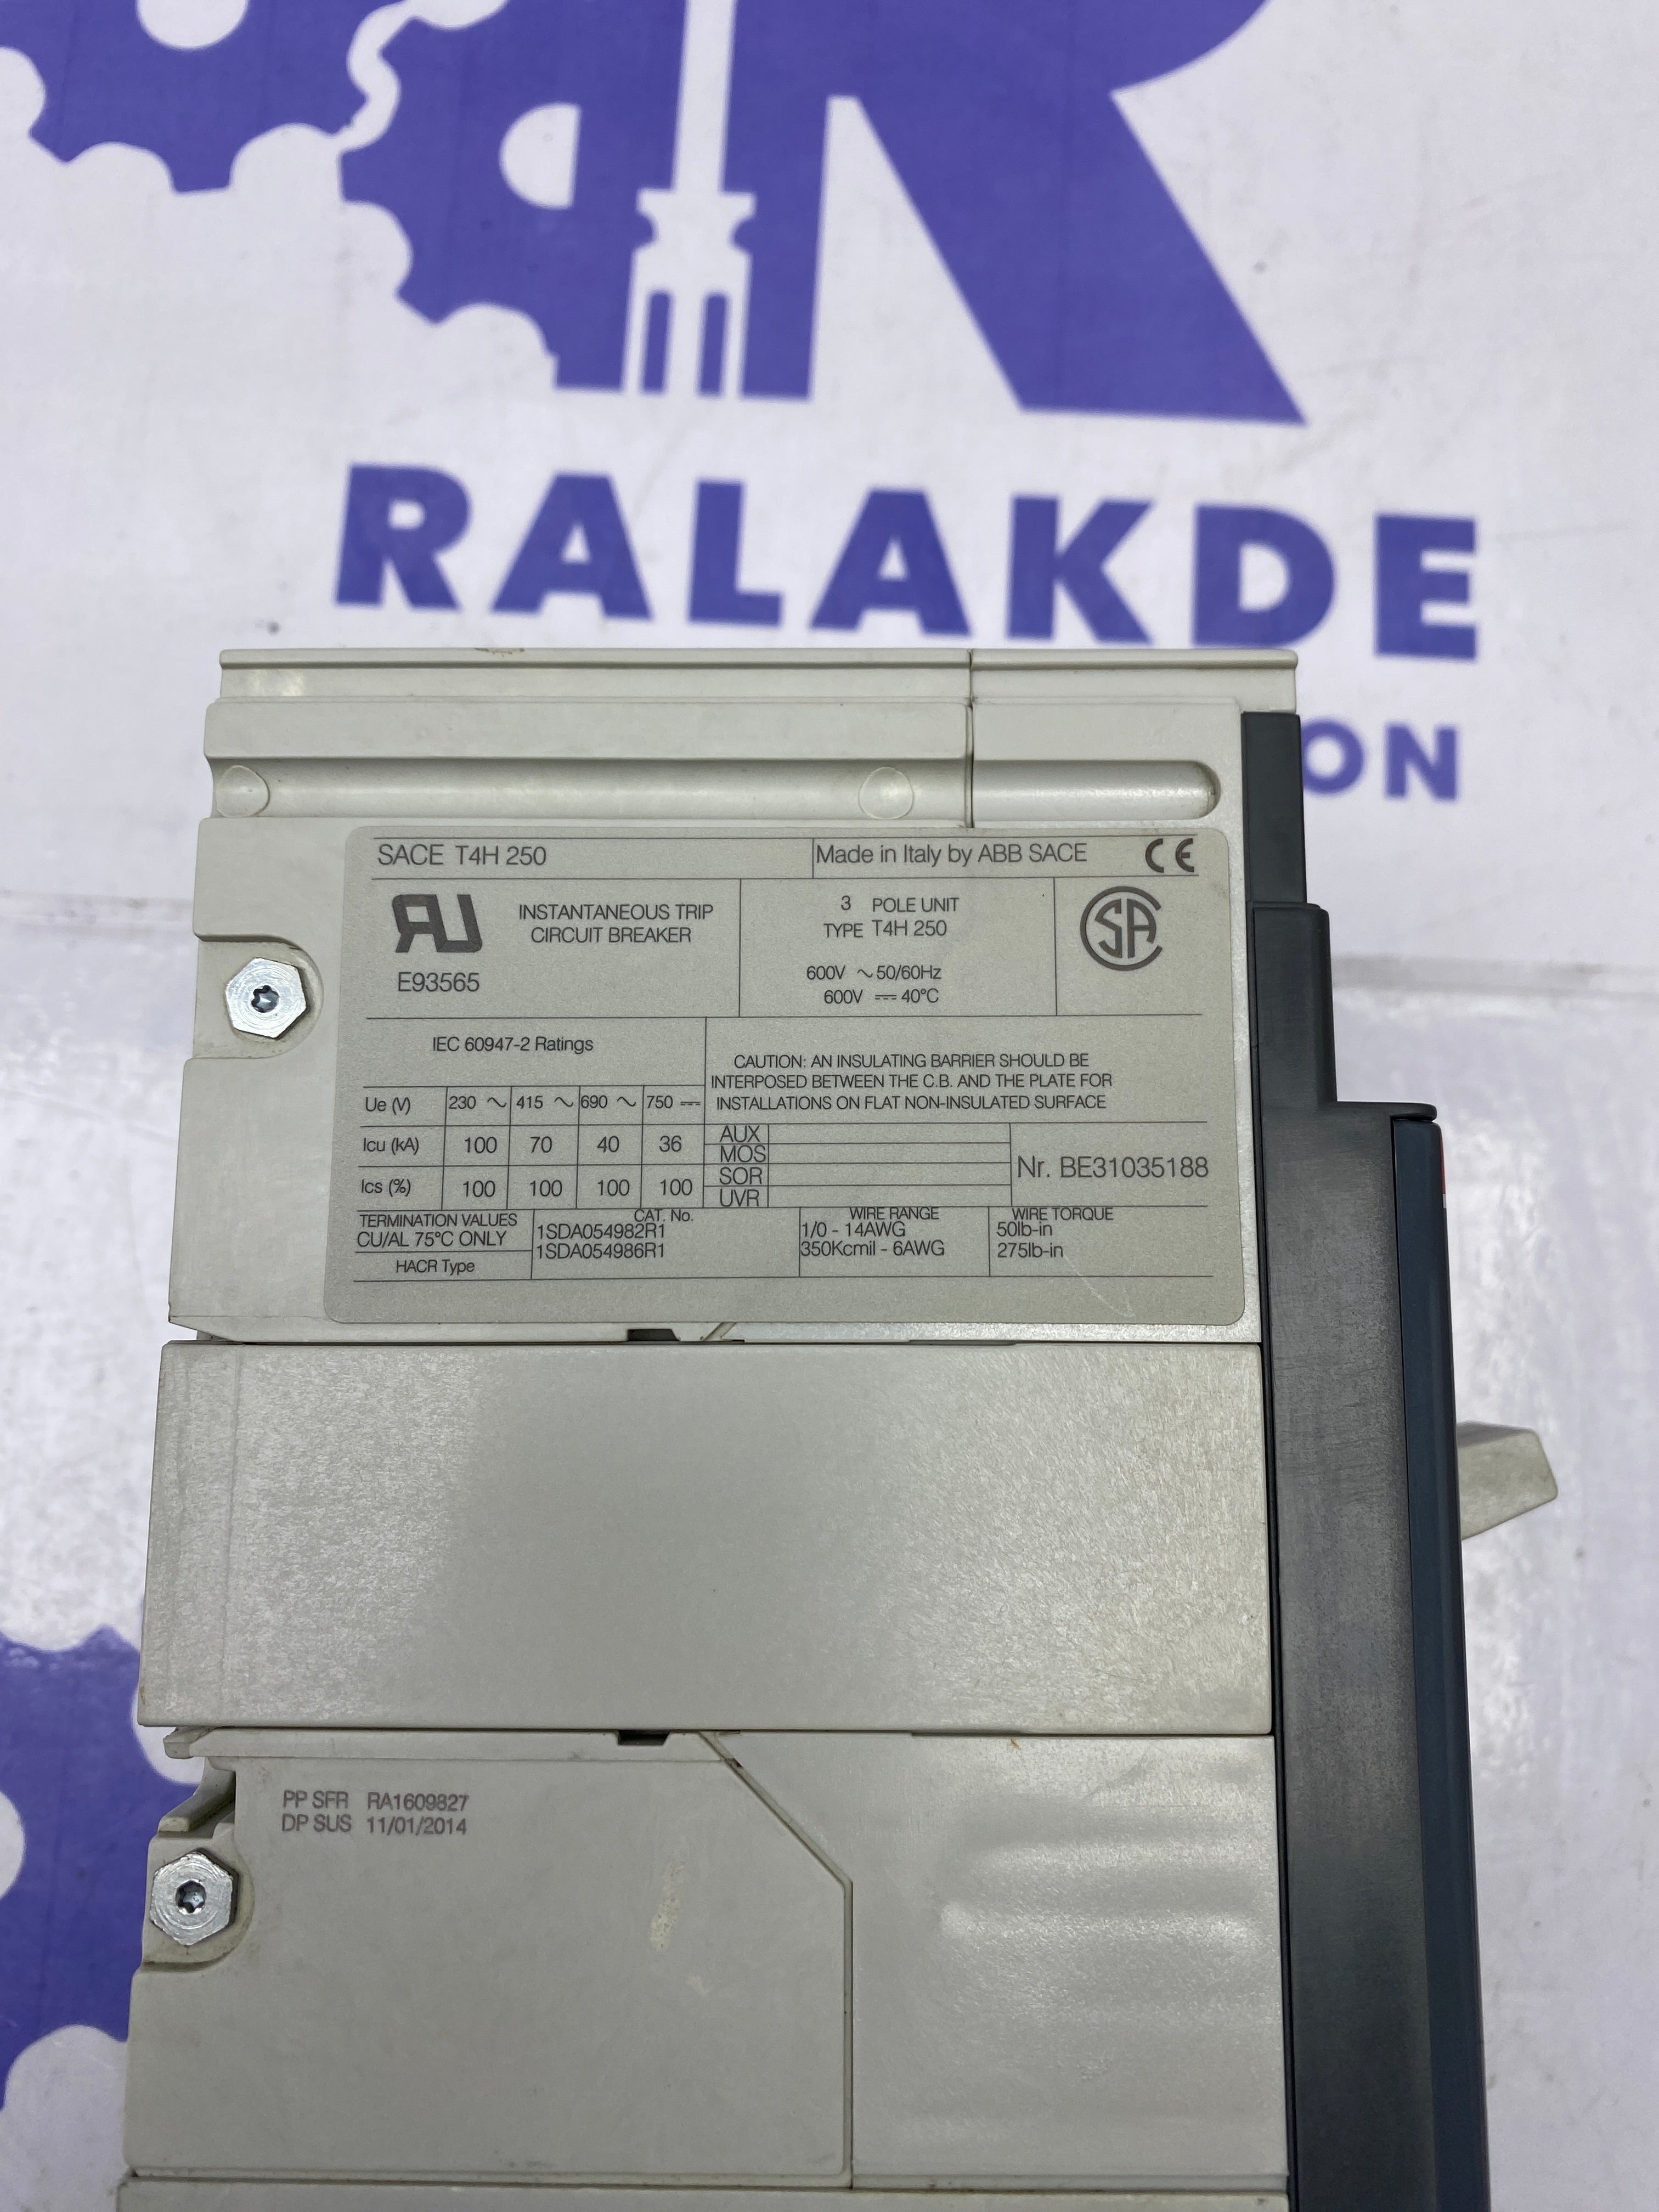 RALAKDE
ON
SACE T4H 250
Made in Italy by ABB SACE
CE
INSTANTANEOUS TRIP
CIRCUIT BREAKER
E93565
3 POLE UNIT
TYPE T4H 250
600V ~ 50/60Hz
600V ⎓ 40°C
IEC 60947-2 Ratings
Ue (V) 230 ~ 415 ~ 690 ~ 750 ⎓
Icu (kA) 100 70 40 36
Ics (%) 100 100 100 100
CAUTION: AN INSULATING BARRIER SHOULD BE
INTERPOSED BETWEEN THE C.B. AND THE PLATE FOR
INSTALLATIONS ON FLAT NON-INSULATED SURFACE
AUX
MOS
SOR
UVR
Nr. BE31035188
TERMINATION VALUES
CU/AL 75°C ONLY
HACR Type
CAT. No.
1SDA054982R1
1SDA054986R1
WIRE RANGE
1/0 - 14AWG
350Kcmil - 6AWG
WIRE TORQUE
50lb-in
275lb-in
PP SFR RA1609827
DP SUS 11/01/2014